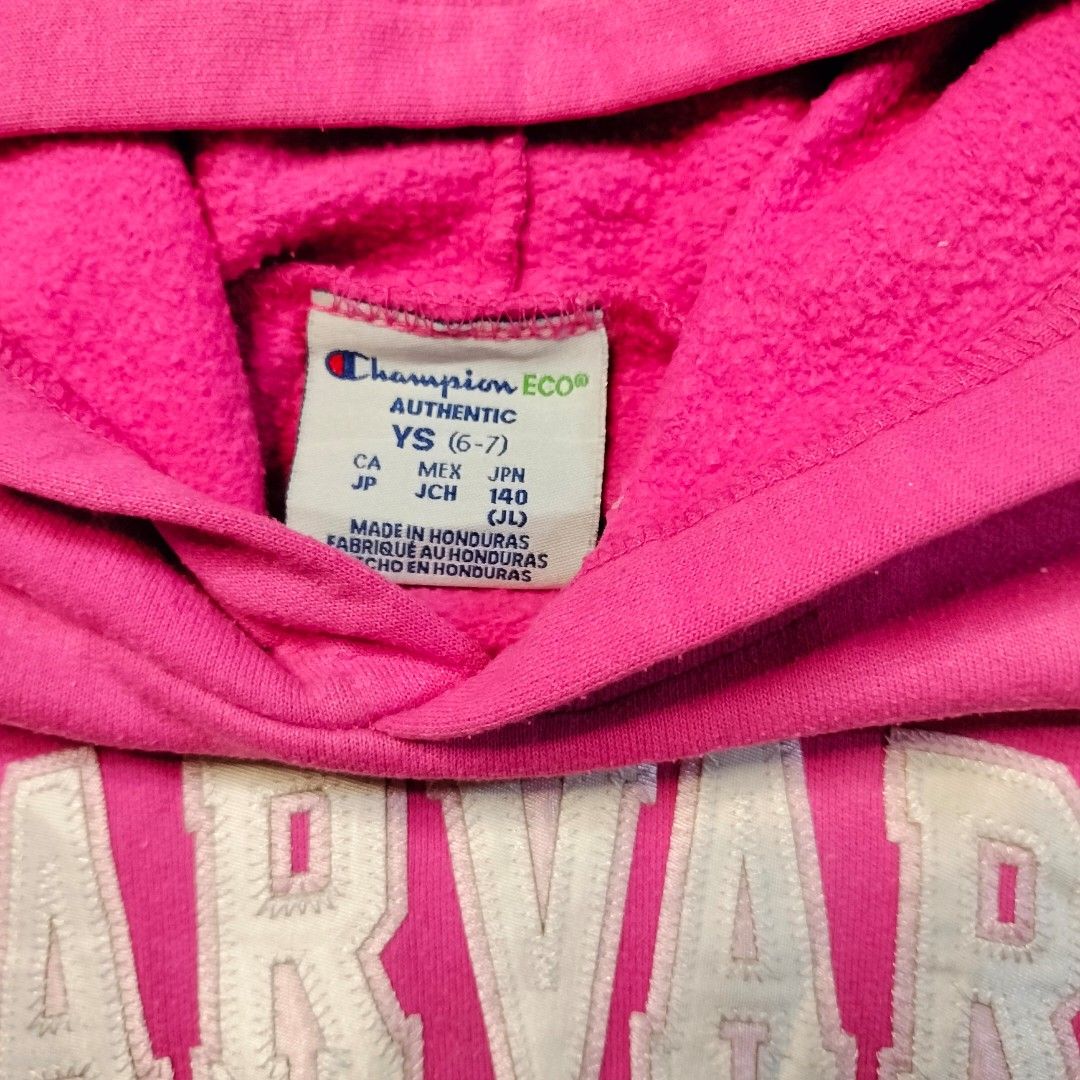 Champion ECO®
AUTHENTIC
YS (6-7)
CA MEX JPN
JP JCH 140
(JL)
MADE IN HONDURAS
FABRIQUÉ AU HONDURAS
CHO EN HONDURAS
ARVAR